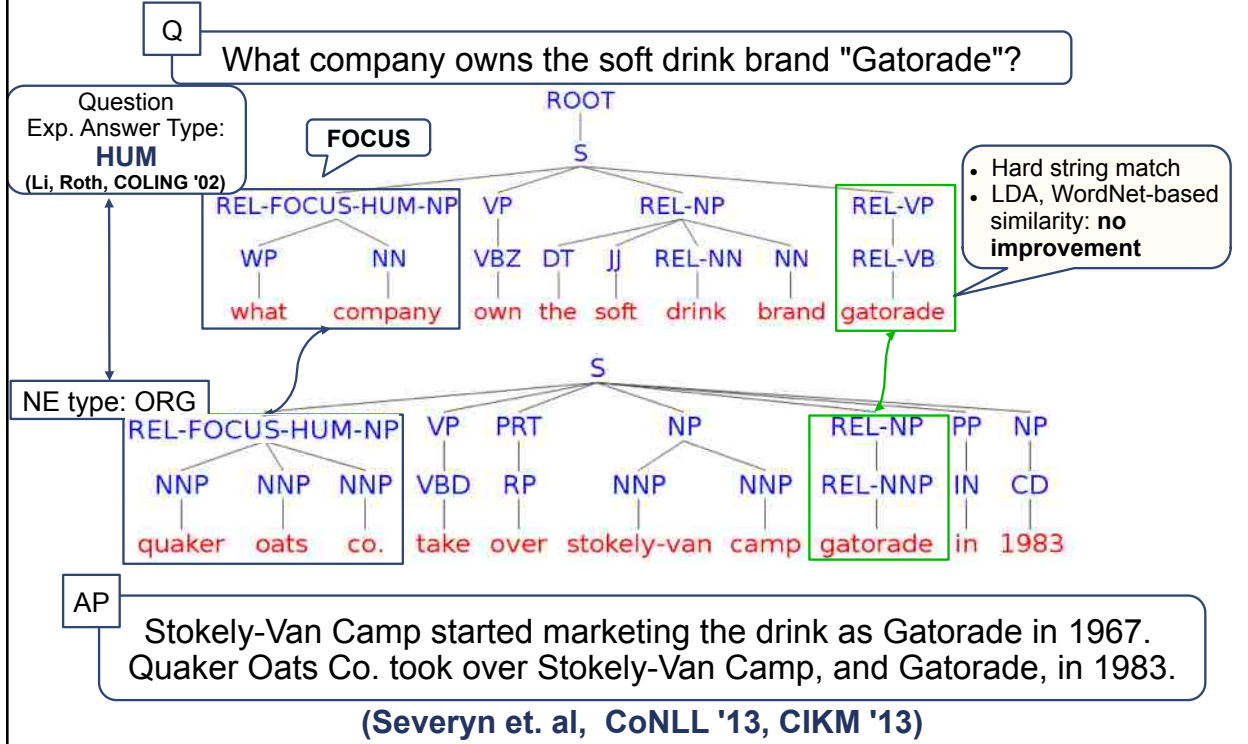 Q
What company owns the soft drink brand "Gatorade"?
Question
Exp. Answer Type:
HUM
(Li, Roth, COLING '02)
FOCUS
ROOT
S
• Hard string match
• LDA, WordNet-based
similarity: no
improvement
REL-FOCUS-HUM-NP VP REL-NP REL-VP
WP NN VBZ DT JJ REL-NN NN REL-VB
what company own the soft drink brand gatorade
S
NE type: ORG
REL-FOCUS-HUM-NP VP PRT NP REL-NP PP NP
NNP NNP NNP VBD RP NNP NNP REL-NNP IN CD
quaker oats co. take over stokely-van camp gatorade in 1983
AP
Stokely-Van Camp started marketing the drink as Gatorade in 1967.
Quaker Oats Co. took over Stokely-Van Camp, and Gatorade, in 1983.
(Severyn et. al, CoNLL '13, CIKM '13)